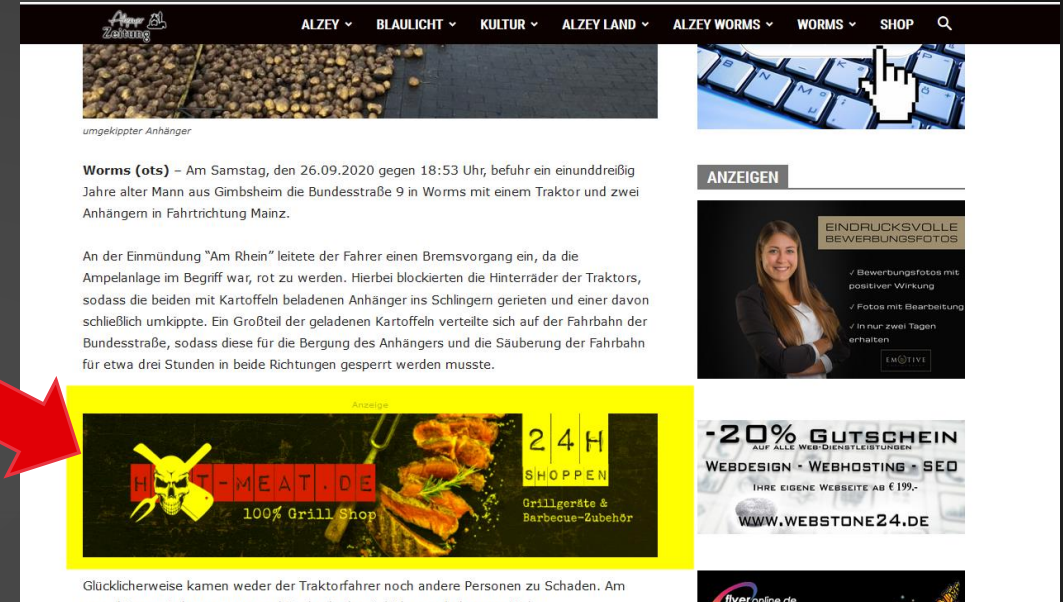 Alzeyer
Zeitung
ALZEY
BLAULICHT
KULTUR
ALZEY LAND
ALZEY WORMS
WORMS
SHOP
umgekippter Anhänger
Worms (ots) – Am Samstag, den 26.09.2020 gegen 18:53 Uhr, befuhr ein einunddreißig
Jahre alter Mann aus Gimbsheim die Bundesstraße 9 in Worms mit einem Traktor und zwei
Anhängern in Fahrtrichtung Mainz.
An der Einmündung “Am Rhein” leitete der Fahrer einen Bremsvorgang ein, da die
Ampelanlage im Begriff war, rot zu werden. Hierbei blockierten die Hinterräder der Traktors,
sodass die beiden mit Kartoffeln beladenen Anhänger ins Schlingern gerieten und einer davon
schließlich umkippte. Ein Großteil der geladenen Kartoffeln verteilte sich auf der Fahrbahn der
Bundesstraße, sodass diese für die Bergung des Anhängers und die Säuberung der Fahrbahn
für etwa drei Stunden in beide Richtungen gesperrt werden musste.
Anzeige
H T-MEAT.DE
100% Grill Shop
24H
SHOPPEN
Grillgeräte &
Barbecue-Zubehör
Glücklicherweise kamen weder der Traktorfahrer noch andere Personen zu Schaden. Am
ANZEIGEN
EINDRUCKSVOLLE
BEWERBUNGSFOTOS
√ Bewerbungsfotos mit
positiver Wirkung
√ Fotos mit Bearbeitung
√ In nur zwei Tagen
erhalten
EMOTIVE
-20% GUTSCHEIN
AUF ALLE WEB-DIENSTLEISTUNGEN
WEBDESIGN - WEBHOSTING - SEO
IHRE EIGENE WEBSEITE AB € 199,-
WWW.WEBSTONE24.DE
flyeronline.de